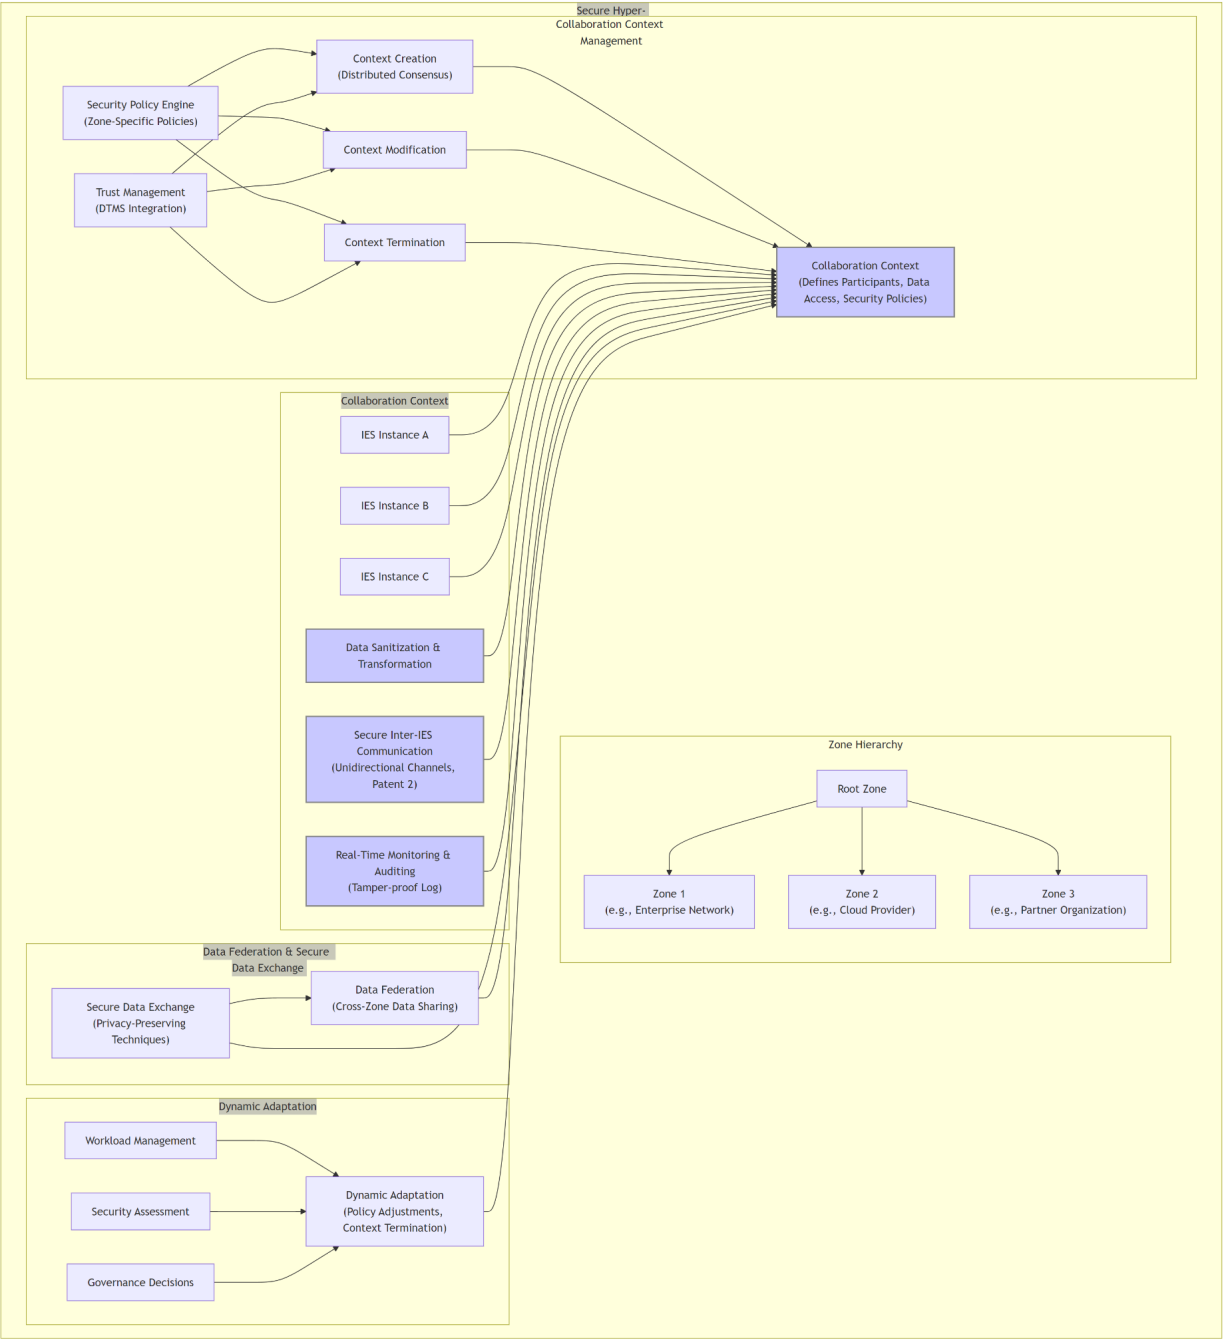 Secure Hyper-
Collaboration Context
Management
Context Creation
(Distributed Consensus)
Security Policy Engine
(Zone-Specific Policies)
Context Modification
Trust Management
(DTMS Integration)
Context Termination
Collaboration Context
(Defines Participants, Data
Access, Security Policies)
Collaboration Context
IES Instance A
IES Instance B
IES Instance C
Data Sanitization &
Transformation
Secure Inter-IES
Communication
(Unidirectional Channels,
Patent 2)
Real-Time Monitoring &
Auditing
(Tamper-proof Log)
Zone Hierarchy
Root Zone
Zone 1
(e.g., Enterprise Network)
Zone 2
(e.g., Cloud Provider)
Zone 3
(e.g., Partner Organization)
Data Federation & Secure
Data Exchange
Data Federation
(Cross-Zone Data Sharing)
Secure Data Exchange
(Privacy-Preserving
Techniques)
Dynamic Adaptation
Workload Management
Security Assessment
Governance Decisions
Dynamic Adaptation
(Policy Adjustments,
Context Termination)